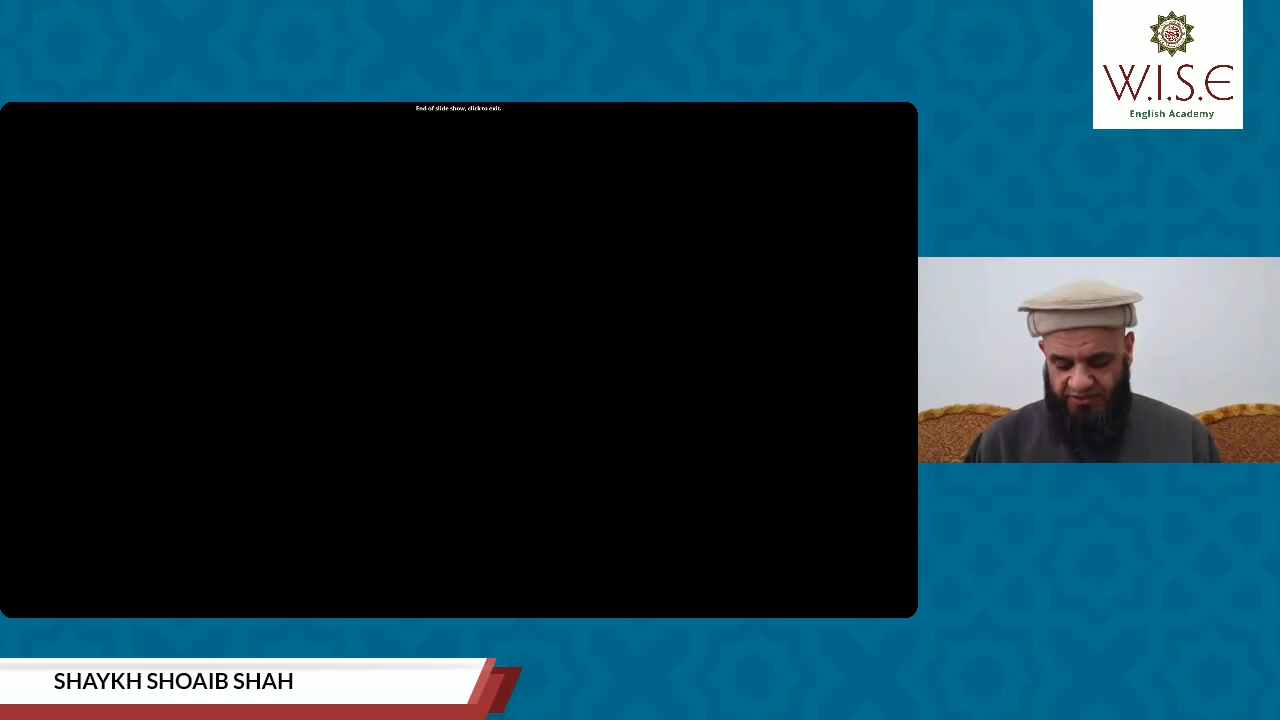 End of slide show, click to exit.
W.I.S.E
English Academy
SHAYKH SHOAIB SHAH